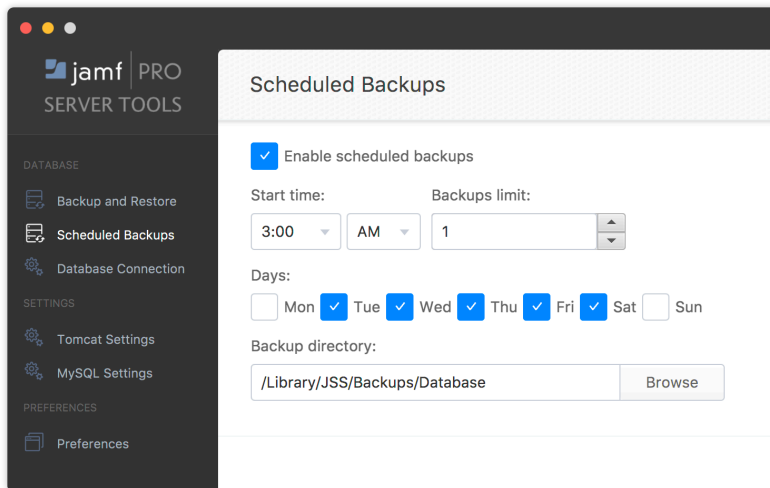 jamf PRO
SERVER TOOLS
DATABASE
Backup and Restore
Scheduled Backups
Database Connection
SETTINGS
Tomcat Settings
MySQL Settings
PREFERENCES
Preferences
Scheduled Backups
Enable scheduled backups
Start time: Backups limit:
3:00 AM 1
Days:
Mon Tue Wed Thu Fri Sat Sun
Backup directory:
/Library/JSS/Backups/Database Browse